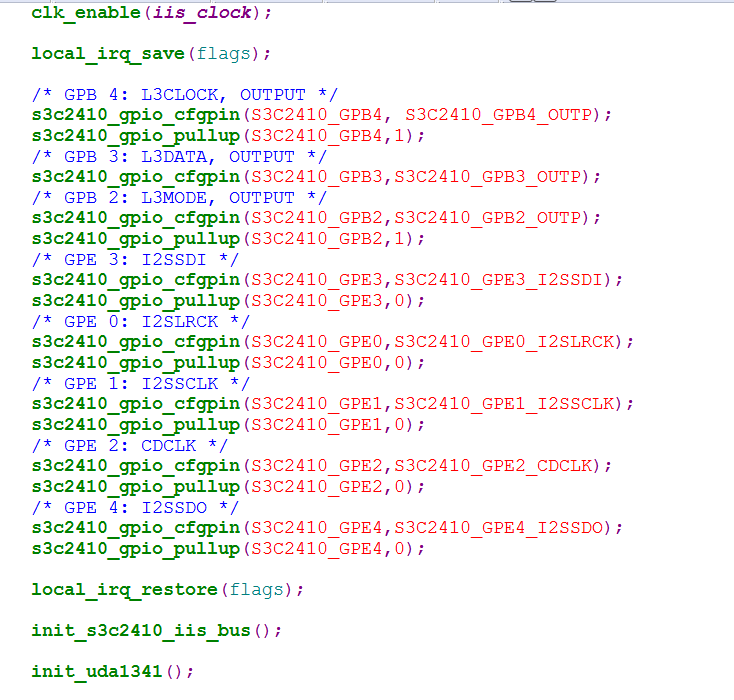 clk_enable(iis_clock);
local_irq_save(flags);
/* GPB 4: L3CLOCK, OUTPUT */
s3c2410_gpio_cfgpin(S3C2410_GPB4, S3C2410_GPB4_OUTP);
s3c2410_gpio_pullup(S3C2410_GPB4,1);
/* GPB 3: L3DATA, OUTPUT */
s3c2410_gpio_cfgpin(S3C2410_GPB3,S3C2410_GPB3_OUTP);
/* GPB 2: L3MODE, OUTPUT */
s3c2410_gpio_cfgpin(S3C2410_GPB2,S3C2410_GPB2_OUTP);
s3c2410_gpio_pullup(S3C2410_GPB2,1);
/* GPE 3: I2SSDI */
s3c2410_gpio_cfgpin(S3C2410_GPE3,S3C2410_GPE3_I2SSDI);
s3c2410_gpio_pullup(S3C2410_GPE3,0);
/* GPE 0: I2SLRCK */
s3c2410_gpio_cfgpin(S3C2410_GPE0,S3C2410_GPE0_I2SLRCK);
s3c2410_gpio_pullup(S3C2410_GPE0,0);
/* GPE 1: I2SSCLK */
s3c2410_gpio_cfgpin(S3C2410_GPE1,S3C2410_GPE1_I2SSCLK);
s3c2410_gpio_pullup(S3C2410_GPE1,0);
/* GPE 2: CDCLK */
s3c2410_gpio_cfgpin(S3C2410_GPE2,S3C2410_GPE2_CDCLK);
s3c2410_gpio_pullup(S3C2410_GPE2,0);
/* GPE 4: I2SSDO */
s3c2410_gpio_cfgpin(S3C2410_GPE4,S3C2410_GPE4_I2SSDO);
s3c2410_gpio_pullup(S3C2410_GPE4,0);
local_irq_restore(flags);
init_s3c2410_iis_bus();
init_uda1341();